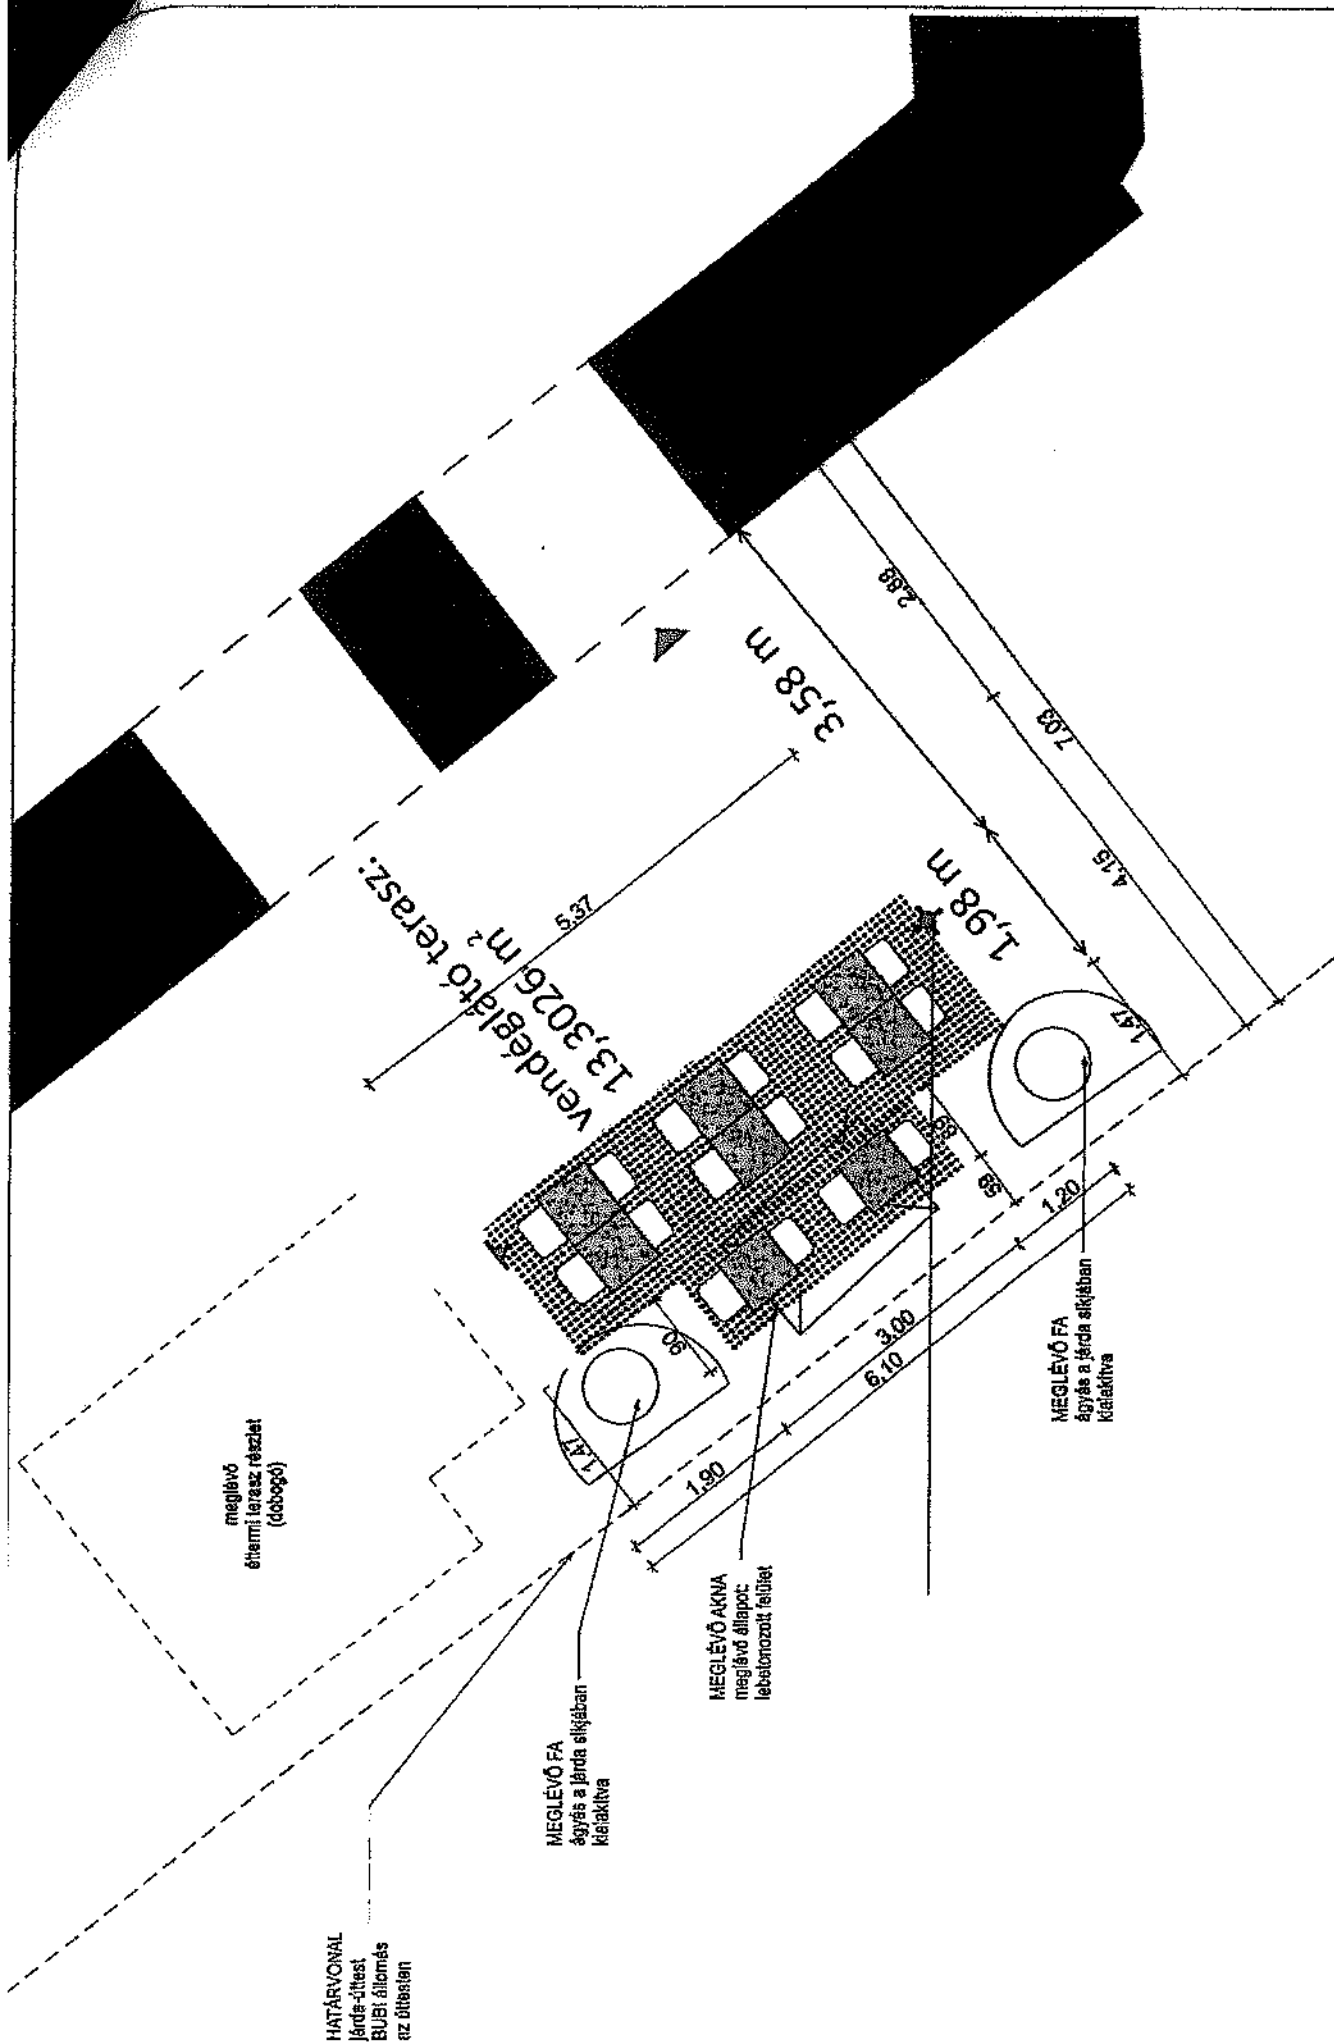 vendéglátó terasz:
13,3026 m²
5,37
3,58 m
1,98 m
2,88
4,15
7,03
1,47
meglévő
éttermi terasz részlet
(dobogó)
1,47
90
69
59
1,90
3,00
1,20
6,10
HATÁRVONAL
járda-úttest
BUBI állomás
az úttesten
MEGLÉVŐ FA
ágyás a járda síkjában
kialakítva
MEGLÉVŐ AKNA
meglévő állapot:
lebetonozott felület
MEGLÉVŐ FA
ágyás a járda síkjában
kialakítva